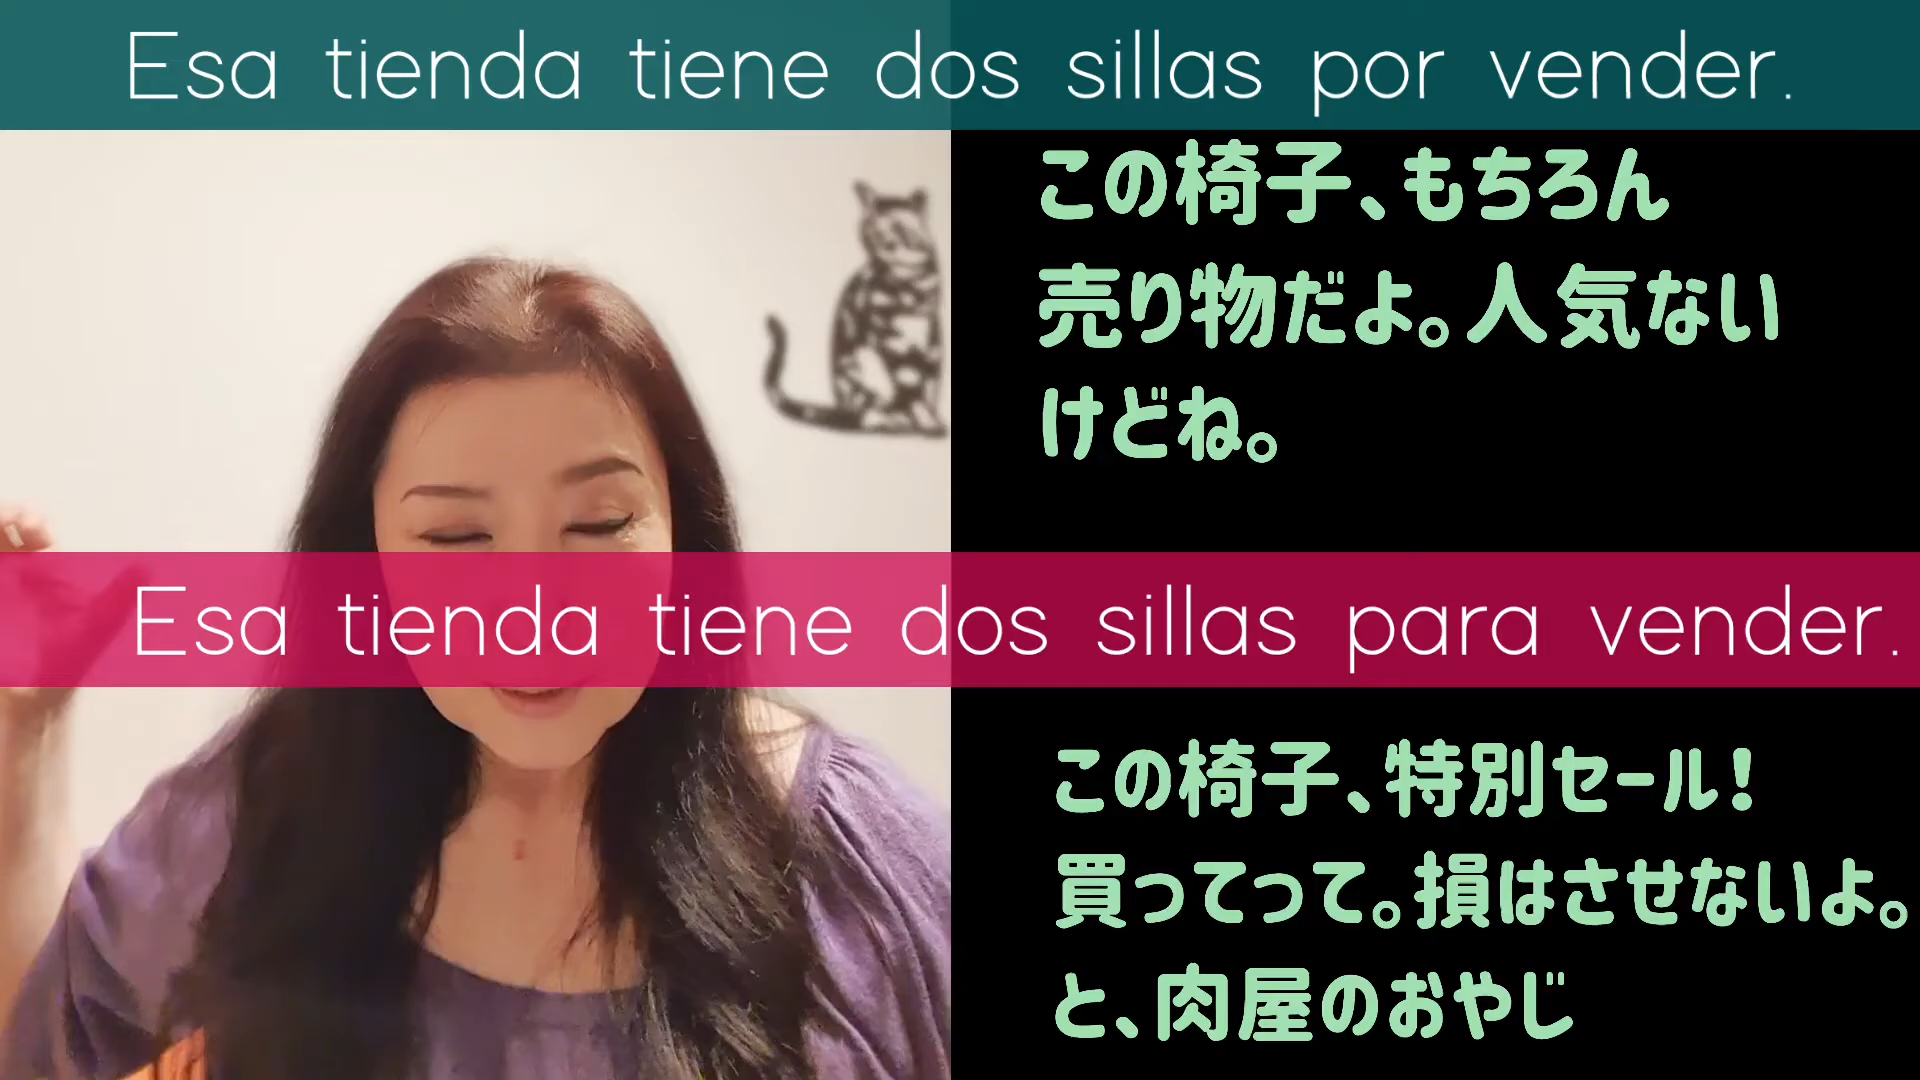 Esa tienda tiene dos sillas por vender.
この椅子、もちろん
売り物だよ。人気ない
けどね。
Esa tienda tiene dos sillas para vender.
この椅子、特別セール!
買ってって。損はさせないよ。
と、肉屋のおやじ